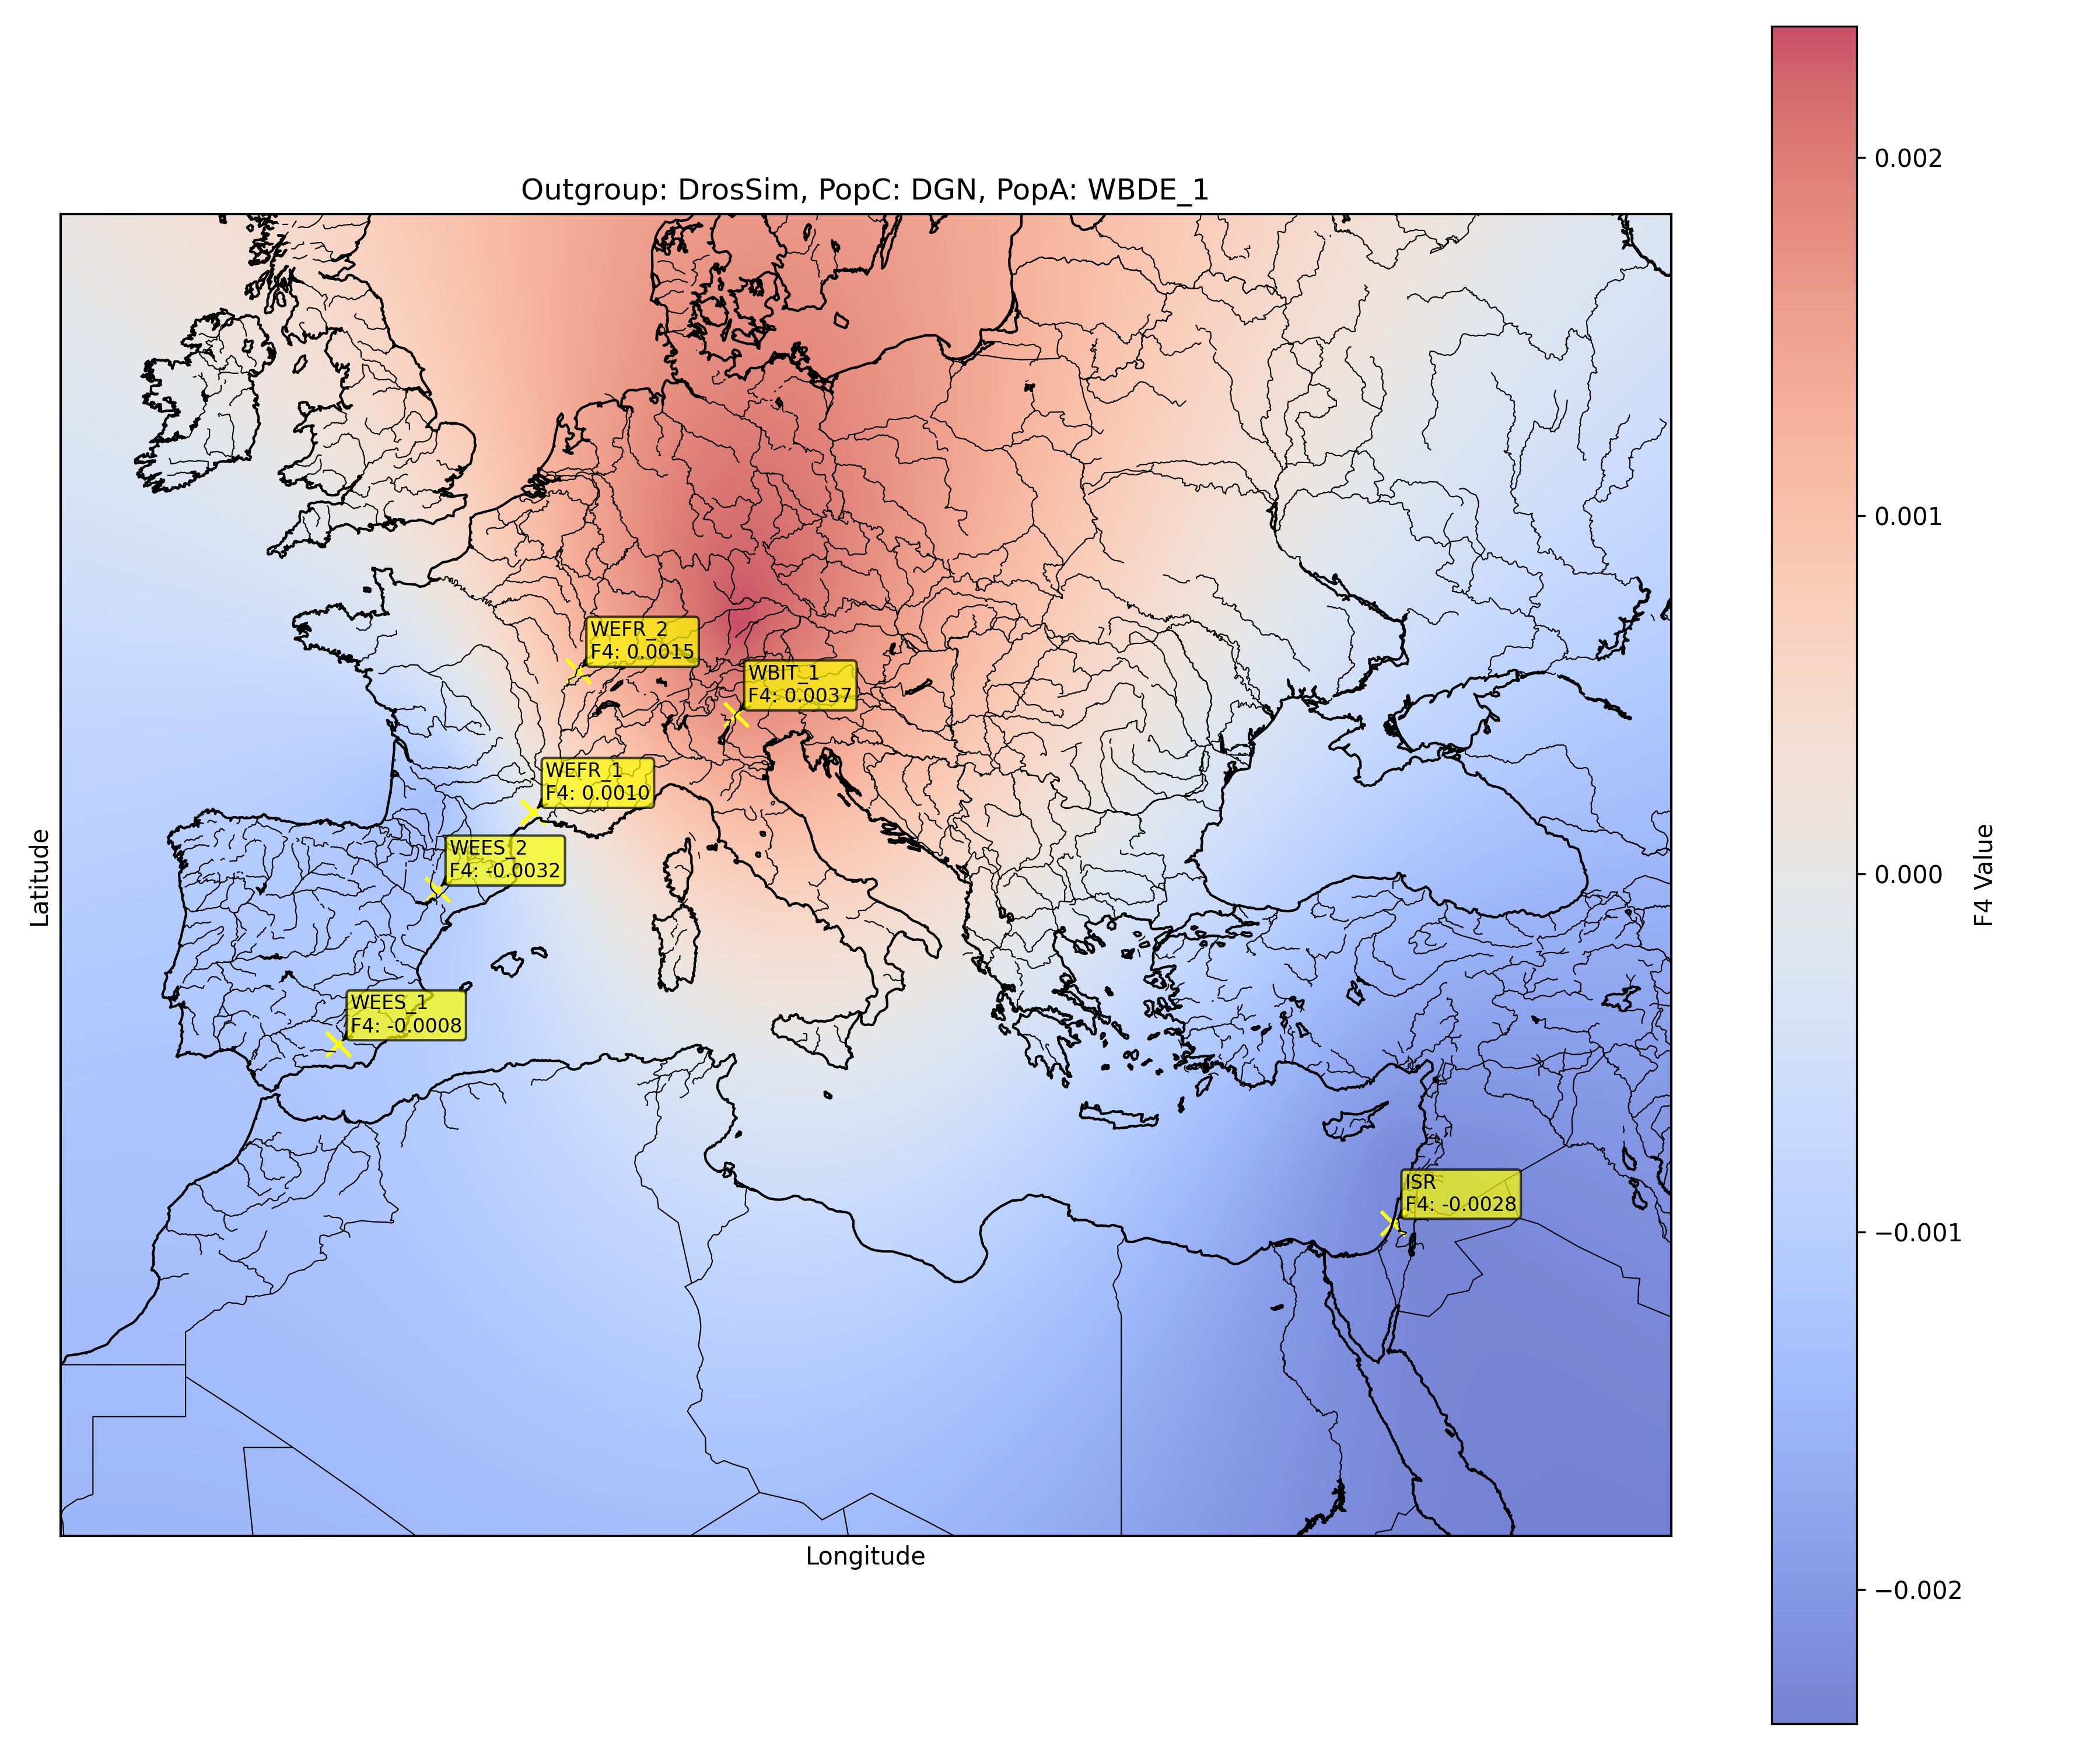 Outgroup: DrosSim, PopC: DGN, PopA: WBDE_1
WEFR_2
F4: 0.0015
WBIT_1
F4: 0.0037
WEFR_1
F4: 0.0010
WEES_2
F4: -0.0032
WEES_1
F4: -0.0008
ISR
F4: -0.0028
Latitude
Longitude
0.002
0.001
0.000
−0.001
−0.002
F4 Value